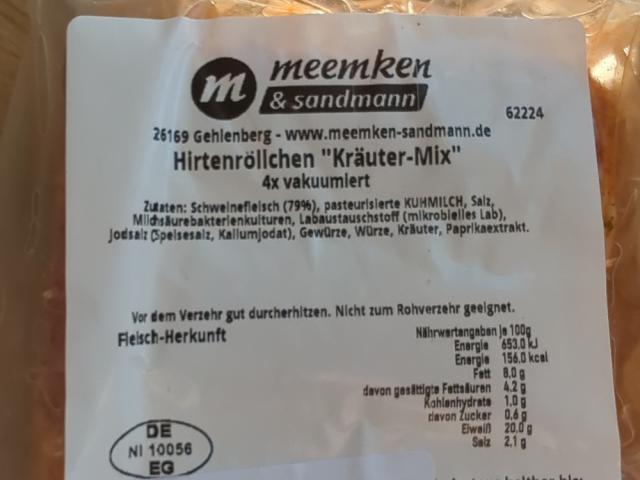 m meemken
& sandmann
62224
26169 Gehlenberg - www.meemken-sandmann.de
Hirtenröllchen "Kräuter-Mix"
4x vakuumiert
Zutaten: Schweinefleisch (79%), pasteurisierte KUHMILCH, Salz,
Milchsäurebakterienkulturen, Labaustauschstoff (mikrobielles Lab),
Jodsalz (Speisesalz, Kaliumjodat), Gewürze, Würze, Kräuter, Paprikaextrakt.
Vor dem Verzehr gut durcherhitzen. Nicht zum Rohverzehr geeignet.
Fleisch-Herkunft
Nährwertangaben je 100g
Energie 653,0 kJ
Energie 156,0 kcal
Fett 8,0 g
davon gesättigte Fettsäuren 4,2 g
Kohlenhydrate 1,0 g
davon Zucker 0,6 g
Eiweiß 20,0 g
Salz 2,1 g
DE
NI 10056
EG